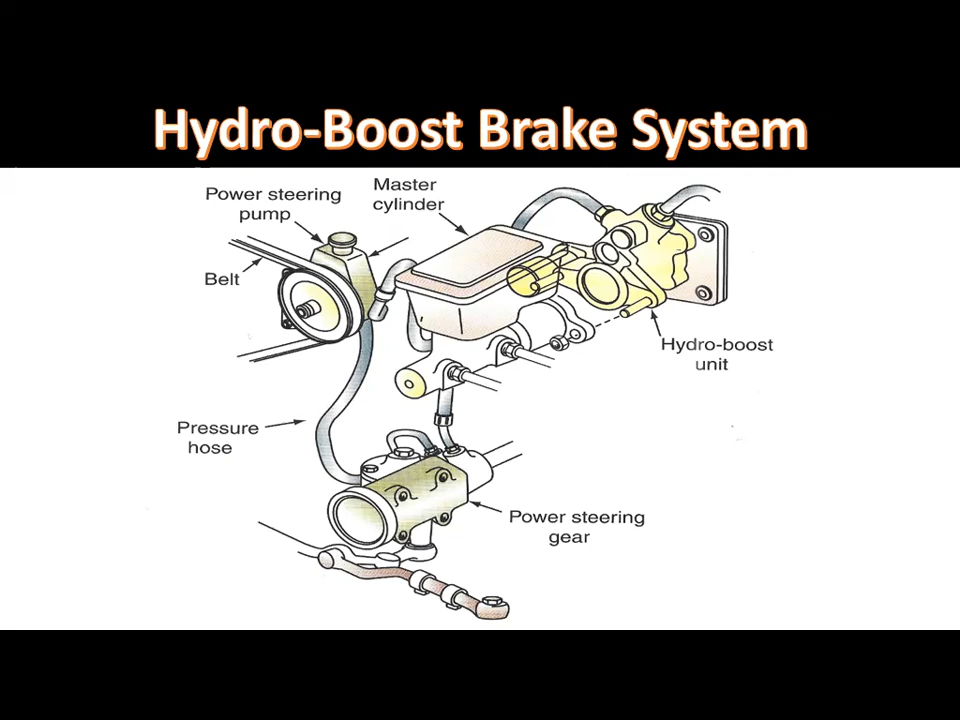 Hydro-Boost Brake System
Power steering
pump
Master
cylinder
Belt
Hydro-boost
unit
Pressure
hose
Power steering
gear